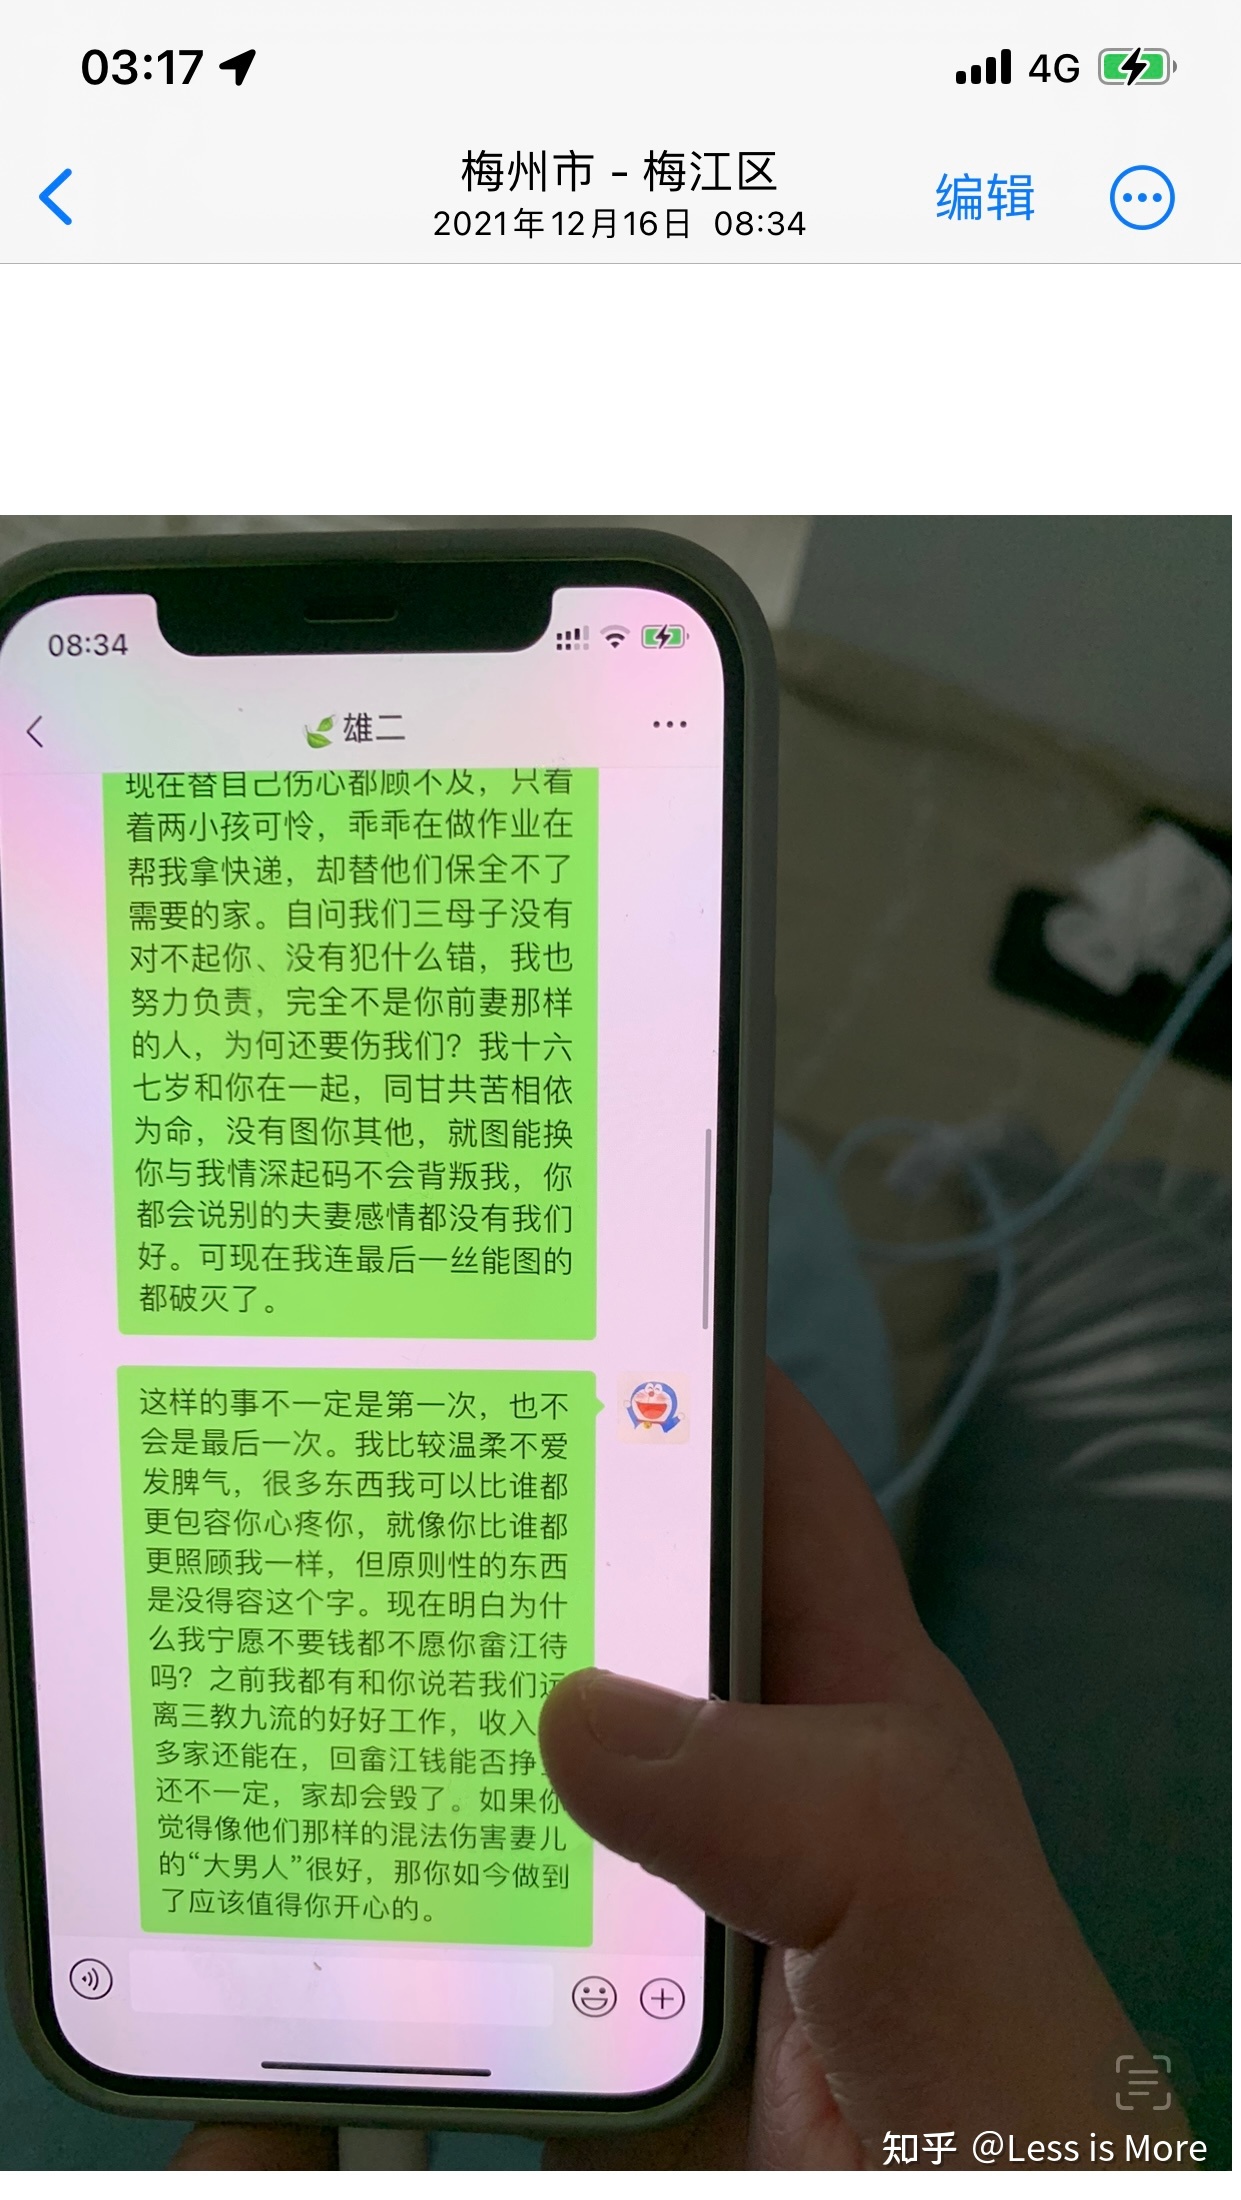 03:17
4G
梅州市 - 梅江区
2021年12月16日 08:34
编辑
08:34
雄二
现在替自己伤心都顾不及，只看
着两小孩可怜，乖乖在做作业在
帮我拿快递，却替他们保全不了
需要的家。自问我们三母子没有
对不起你、没有犯什么错，我也
努力负责，完全不是你前妻那样
的人，为何还要伤我们？我十六
七岁和你在一起，同甘共苦相依
为命，没有图你其他，就图能换
你与我情深起码不会背叛我，你
都会说别的夫妻感情都没有我们
好。可现在我连最后一丝能图的
都破灭了。
这样的事不一定是第一次，也不
会是最后一次。我比较温柔不爱
发脾气，很多东西我可以比谁都
更包容你心疼你，就像你比谁都
更照顾我一样，但原则性的东西
是没得容这个字。现在明白为什
么我宁愿不要钱都不愿你畲江待
吗？之前我都有和你说若我们远
离三教九流的好好工作，收入
多家还能在，回畲江钱能否挣
还不一定，家却会毁了。如果你
觉得像他们那样的混法伤害妻儿
的“大男人”很好，那你如今做到
了应该值得你开心的。
知乎 @Less is More